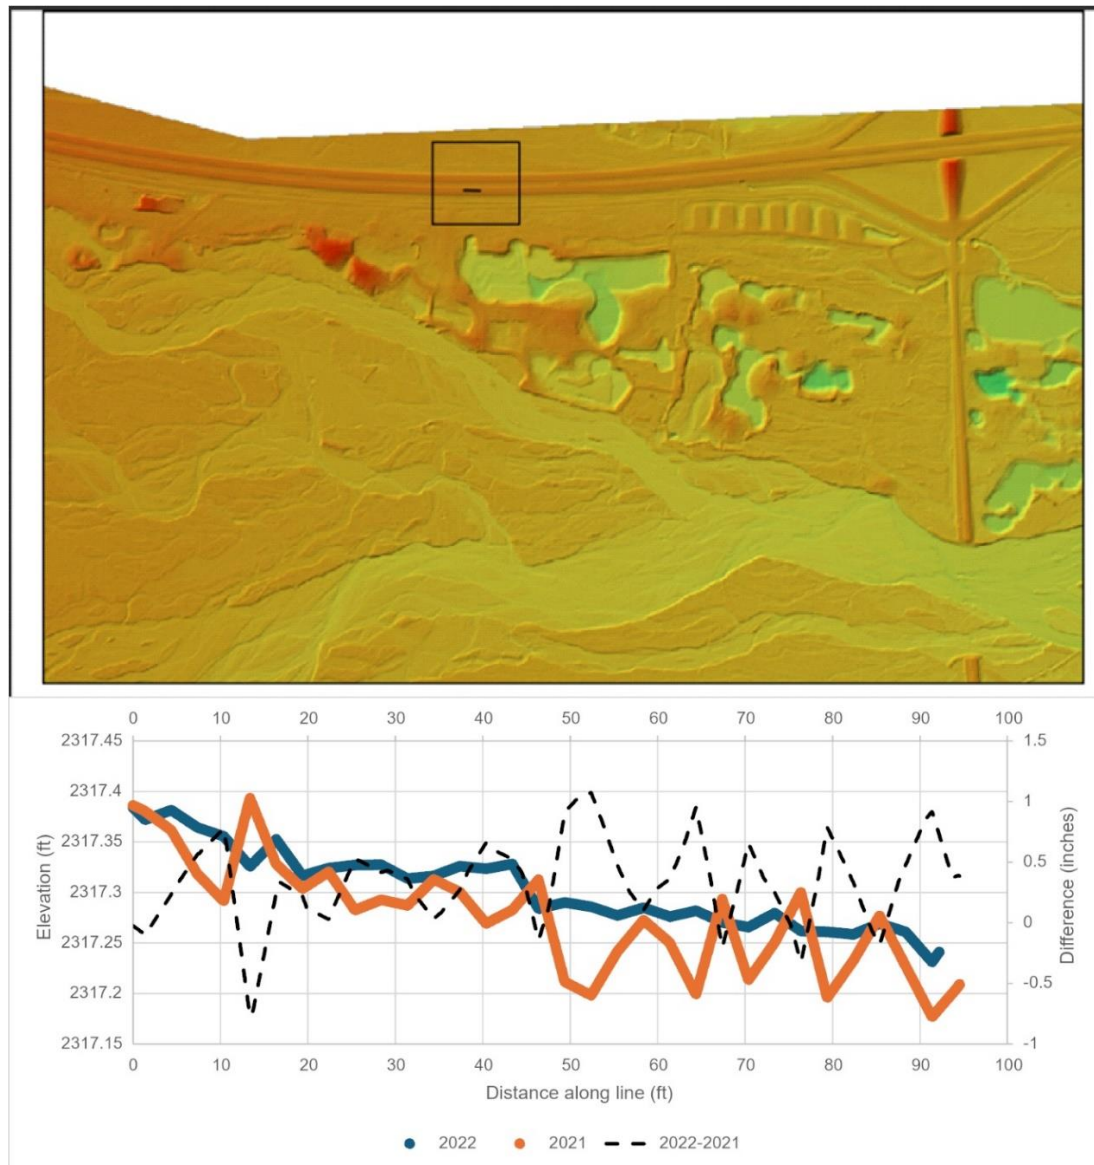 0 10 20 30 40 50 60 70 80 90 100
2317.45 1.5
2317.4 1
2317.35
2317.3 0.5
2317.25 0
2317.2 -0.5
2317.15 -1
Elevation (ft)
Difference (inches)
0 10 20 30 40 50 60 70 80 90 100
Distance along line (ft)
2022 2021 2022-2021